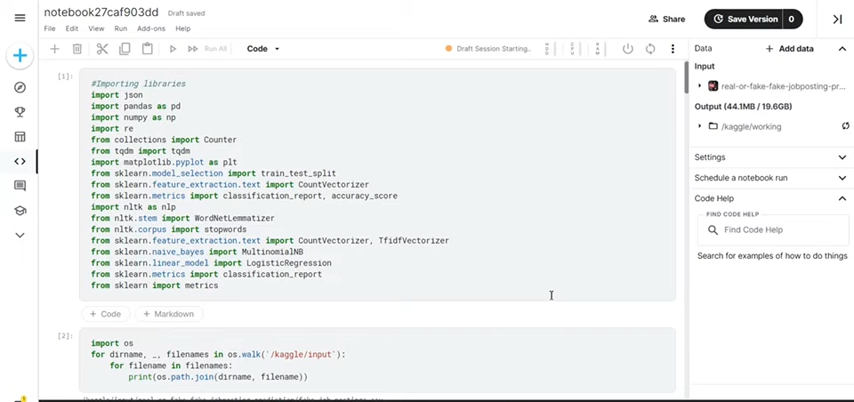 notebook27caf903dd Draft saved
File Edit View Run Add-ons Help
Share
Save Version 0
Run All Code
Draft Session Starting..
[1]:
#Importing libraries
import json
import pandas as pd
import numpy as np
import re
from collections import Counter
from tqdm import tqdm
import matplotlib.pyplot as plt
from sklearn.model_selection import train_test_split
from sklearn.feature_extraction.text import CountVectorizer
from sklearn.metrics import classification_report, accuracy_score
import nltk as nlp
from nltk.stem import WordNetLemmatizer
from nltk.corpus import stopwords
from sklearn.feature_extraction.text import CountVectorizer, TfidfVectorizer
from sklearn.naive_bayes import MultinomialNB
from sklearn.linear_model import LogisticRegression
from sklearn.metrics import classification_report
from sklearn import metrics
+ Code + Markdown
[2]:
import os
for dirname, _, filenames in os.walk('/kaggle/input'):
for filename in filenames:
print(os.path.join(dirname, filename))
Data + Add data
Input
real-or-fake-fake-jobposting-pr...
Output (44.1MB / 19.6GB)
/kaggle/working
Settings
Schedule a notebook run
Code Help
FIND CODE HELP
Find Code Help
Search for examples of how to do things